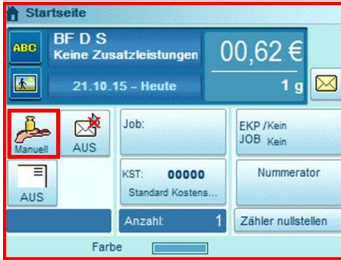 Startseite
ABC
BF D S
Keine Zusatzleistungen
00,62 €
21.10.15 – Heute
1 g
Manuell
AUS
Job:
EKP /Kein
JOB Kein
AUS
KST: 00000
Standard Kostens...
Nummerator
Anzahl: 1
Zähler nullstellen
Farbe